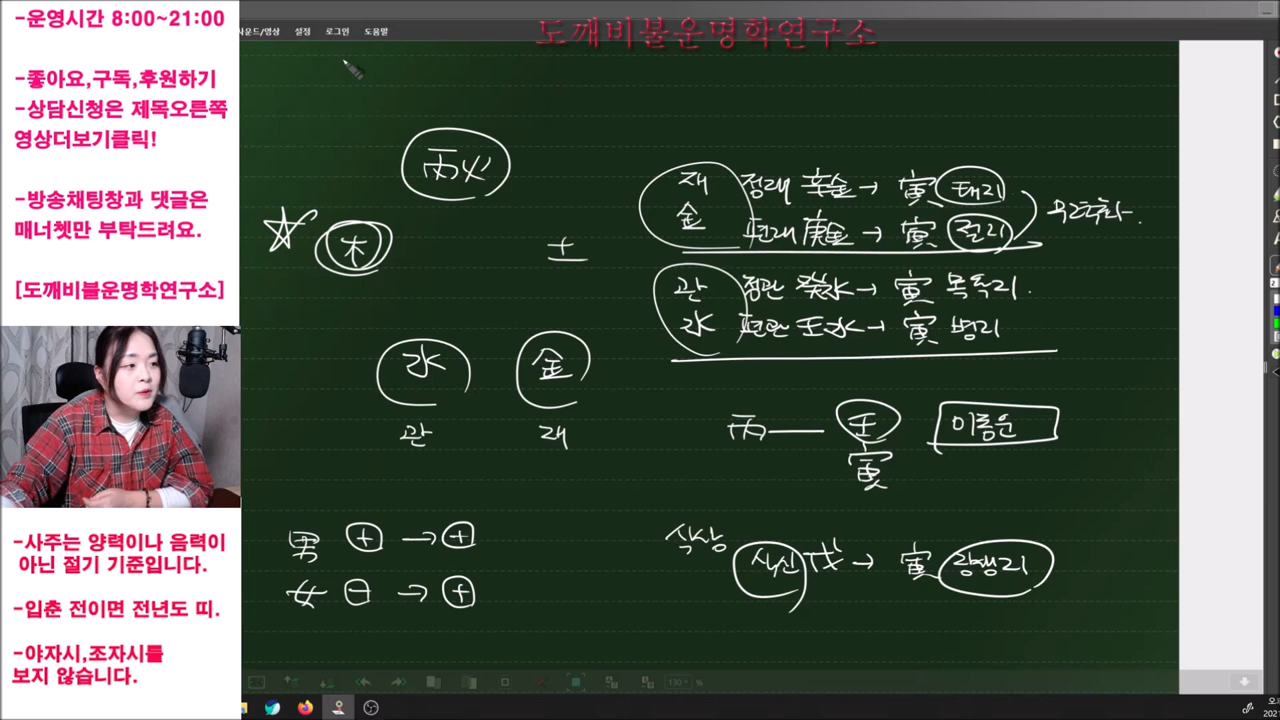 -운영시간 8:00~21:00
-좋아요,구독,후원하기
-상담신청은 제목오른쪽
영상더보기클릭!
-방송채팅창과 댓글은
매너쳇만 부탁드려요.
[도깨비불운명학연구소]
-사주는 양력이나 음력이
아닌 절기 기준입니다.
-입춘 전이면 전년도 띠.
-야자시,조자시를
보지 않습니다.
설정 로그인 도움말
도깨비불운명학연구소
丙火
木
土
水 金
관 재
男 + → +
女 - → +
재 정재 辛金 → 寅 태지
金 편재 庚金 → 寅 절지
관 정관 癸水 → 寅 목욕지.
水 편관 壬水 → 寅 병지
丙 壬 이름운
寅
식상
식신 戊 → 寅 장생지
130 %